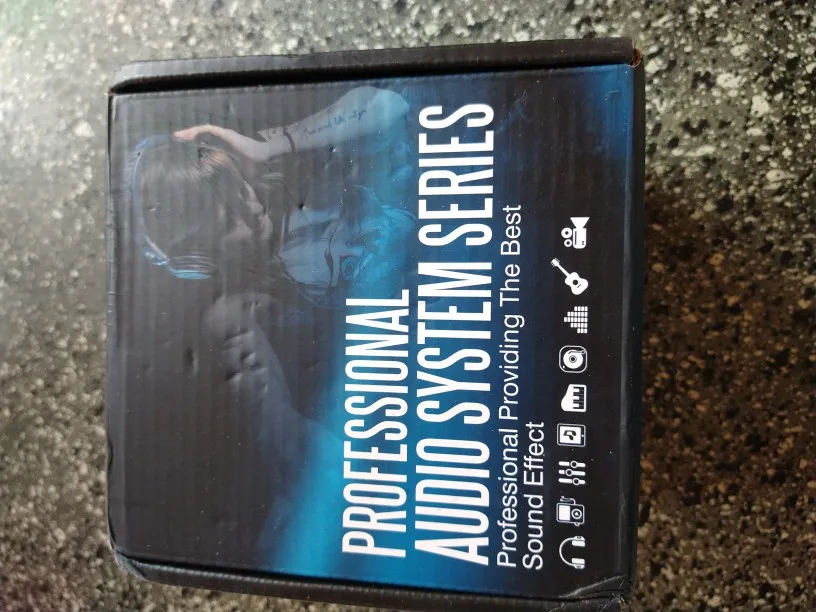 PROFESSIONAL
AUDIO SYSTEM SERIES
Professional Providing The Best
Sound Effect